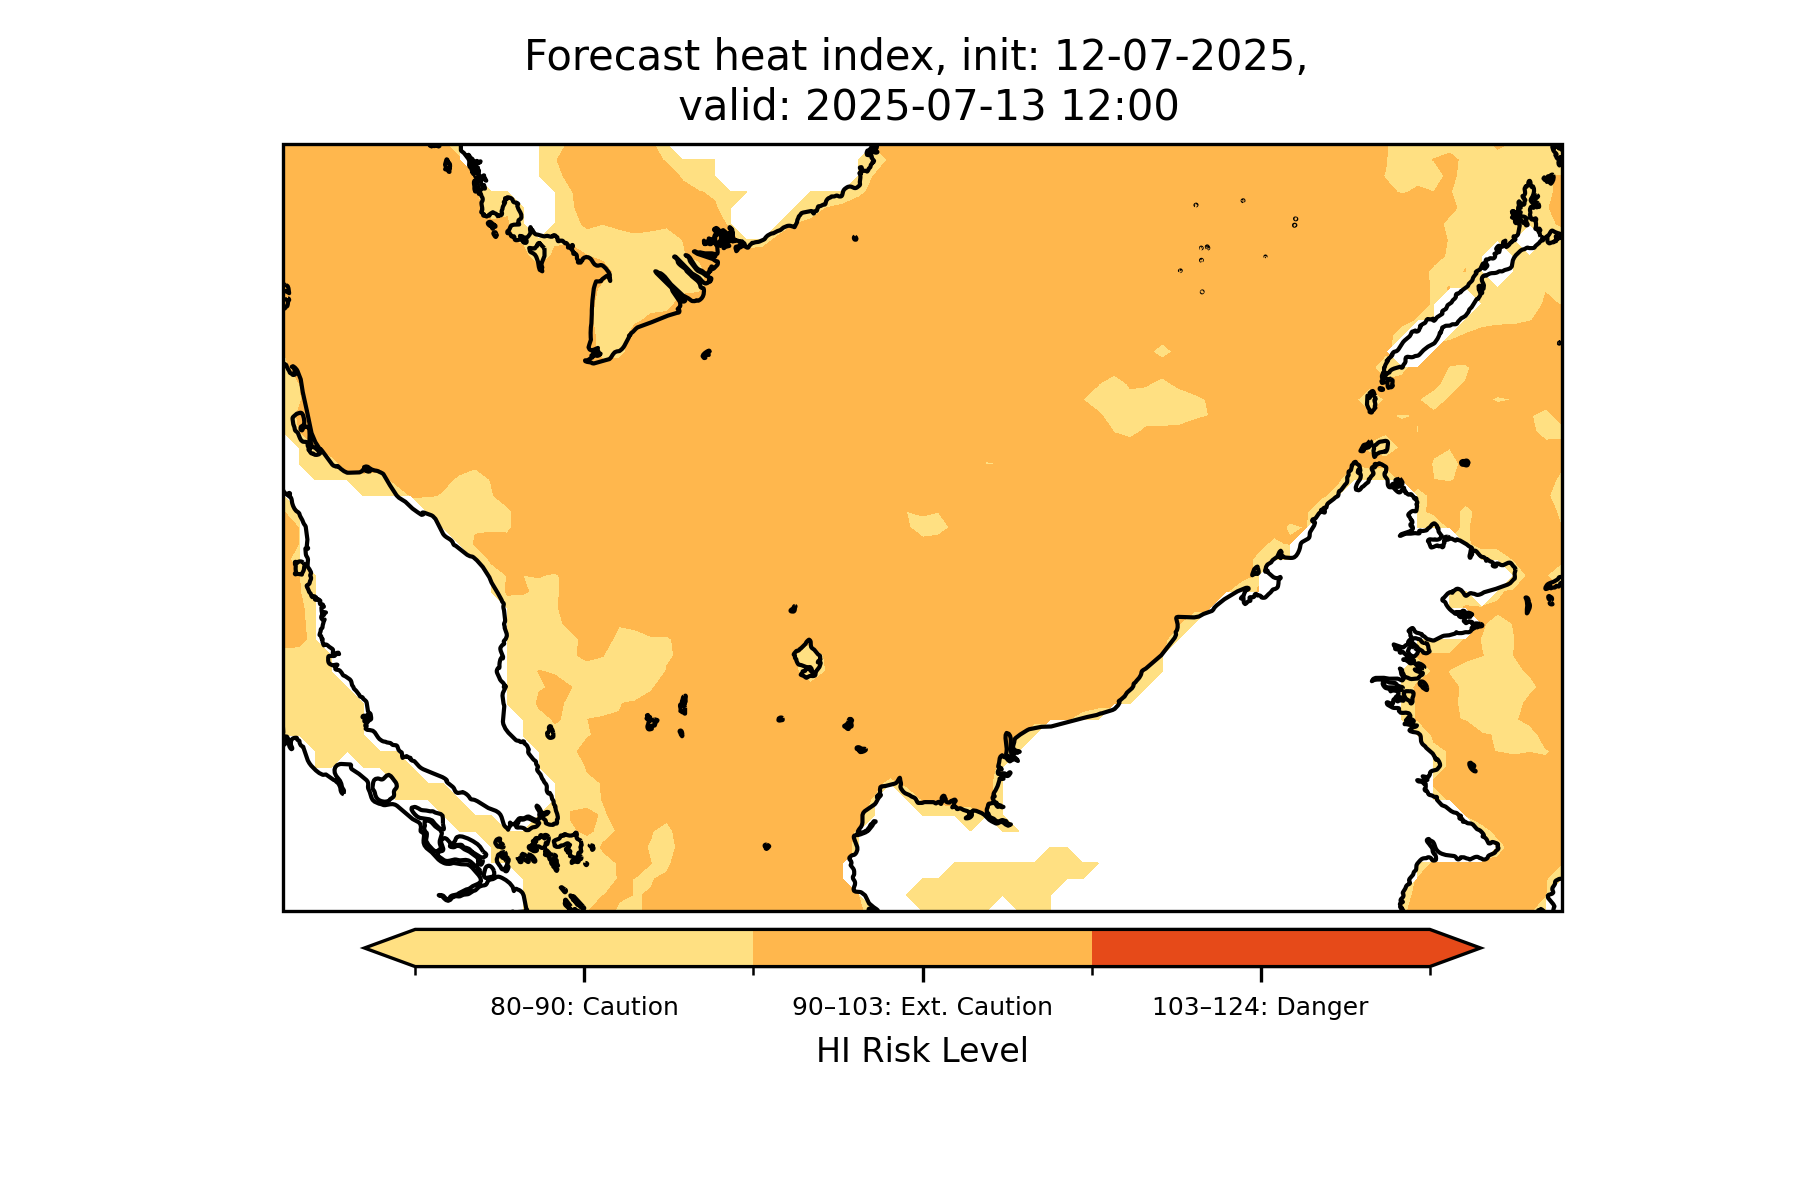 Forecast heat index, init: 12-07-2025,
valid: 2025-07-13 12:00
80–90: Caution
90–103: Ext. Caution
103–124: Danger
HI Risk Level